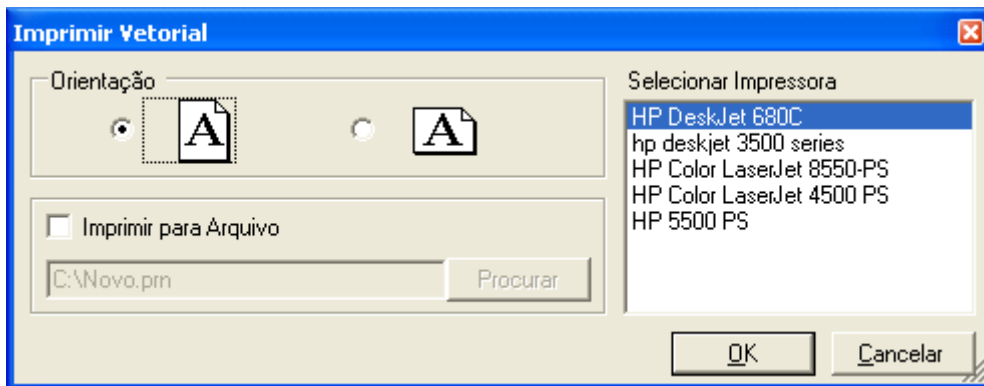 Imprimir Vetorial
Orientação
A
A
Imprimir para Arquivo
C:\Novo.prn
Procurar
Selecionar Impressora
HP DeskJet 680C
hp deskjet 3500 series
HP Color LaserJet 8550-PS
HP Color LaserJet 4500 PS
HP 5500 PS
OK
Cancelar